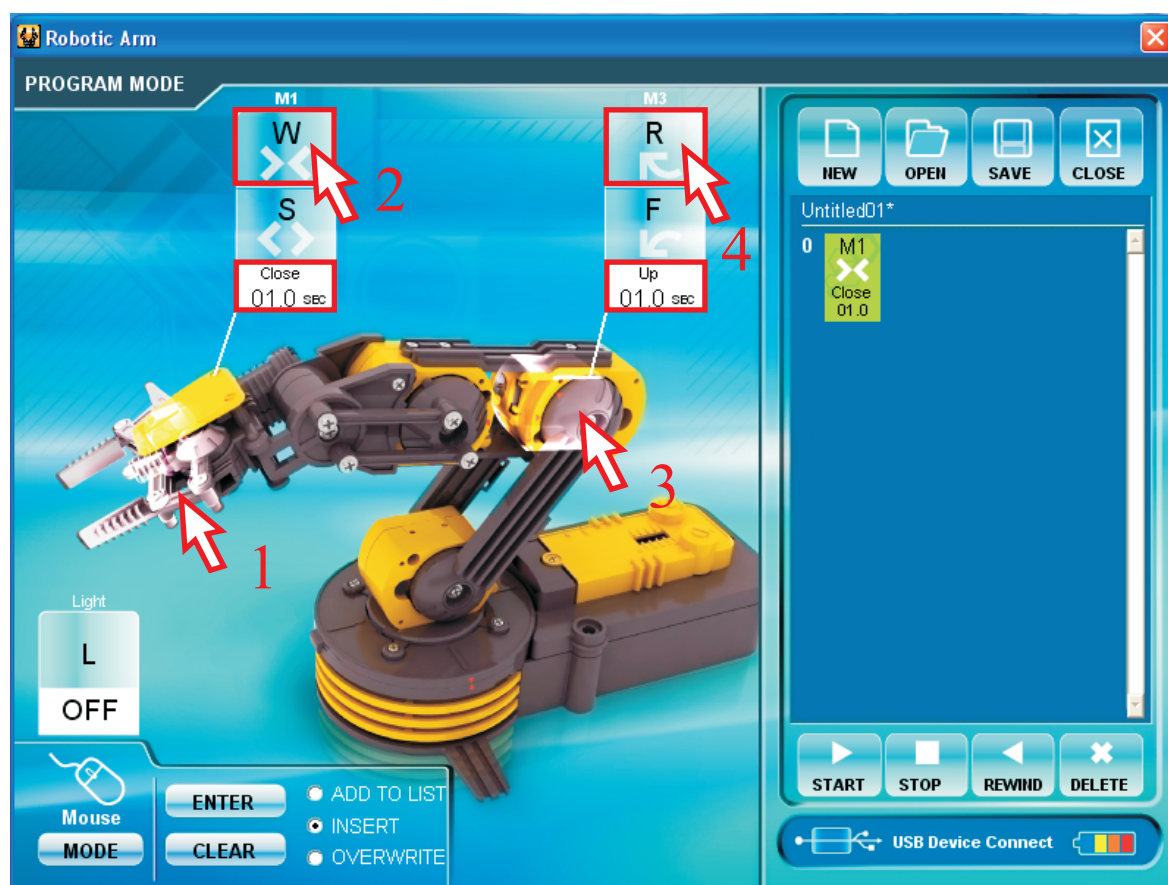 Robotic Arm
PROGRAM MODE
M1
W
S
Close
01.0 SEC
2
M3
R
F
Up
01.0 SEC
4
3
1
Light
L
OFF
Mouse
MODE
ENTER
CLEAR
ADD TO LIST
INSERT
OVERWRITE
NEW
OPEN
SAVE
CLOSE
Untitled01*
0
M1
Close
01.0
START
STOP
REWIND
DELETE
USB Device Connect